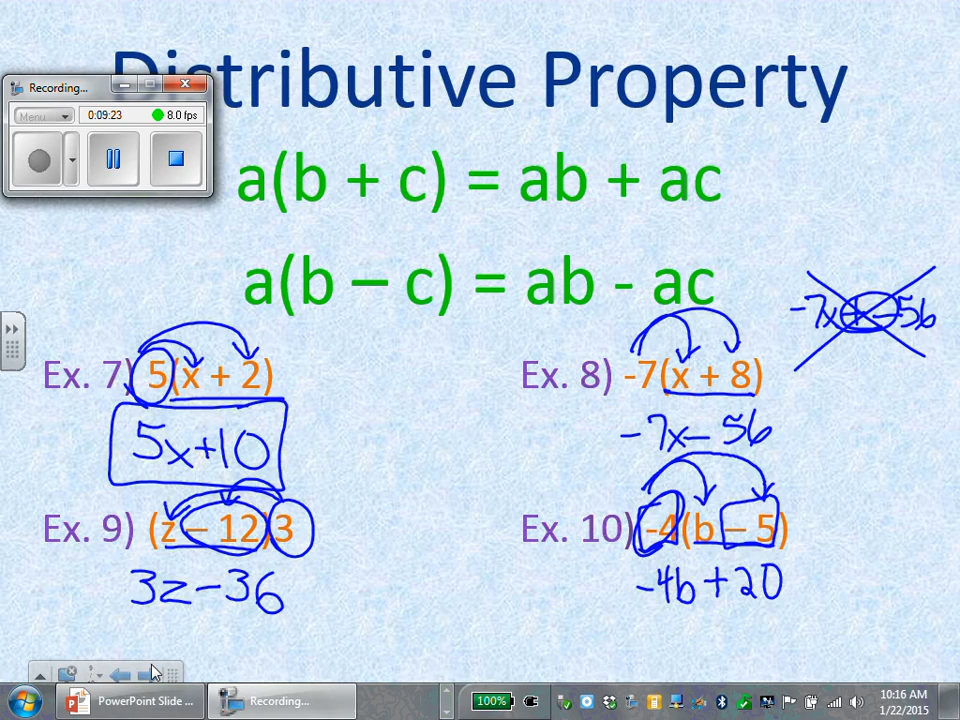 Distributive Property
Recording...
Menu
0:09:23
8.0 fps
a(b + c) = ab + ac
a(b – c) = ab - ac
-7x + -56
Ex. 7) 5(x + 2)
Ex. 8) -7(x + 8)
5x+10
-7x - 56
Ex. 9) (z – 12)3
Ex. 10) -4(b – 5)
3z - 36
-4b + 20
PowerPoint Slide ...
Recording...
100%
10:16 AM
1/22/2015